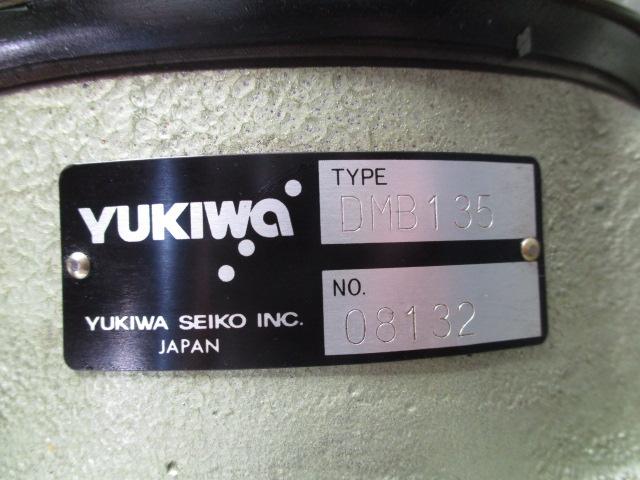 YUKIWA
YUKIWA SEIKO INC.
JAPAN
TYPE
DMB135
NO.
08132